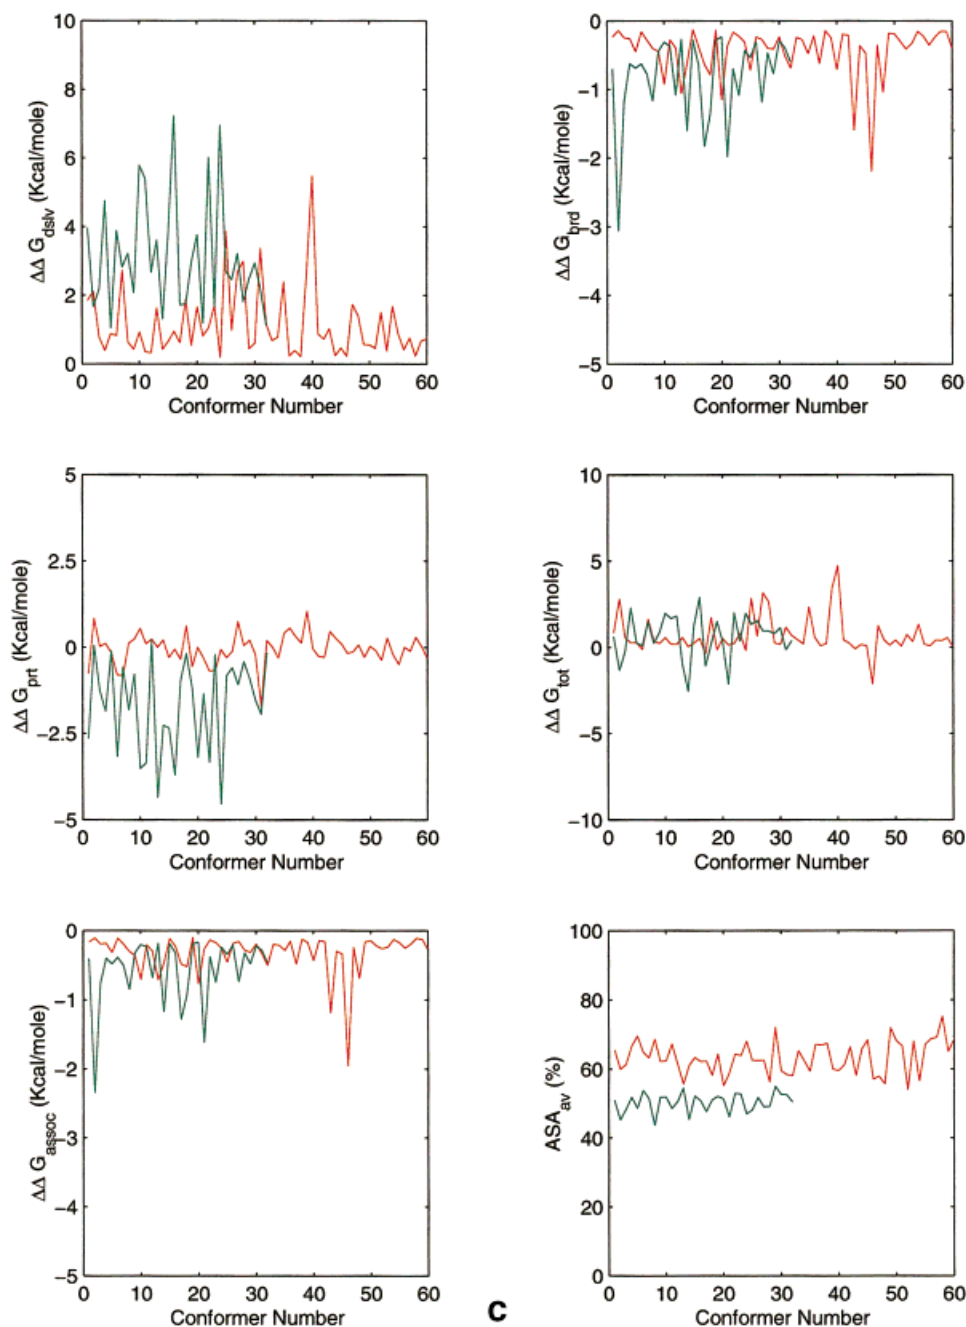 10
8
6
4
2
0
ΔΔ G_dslv (Kcal/mole)
0 10 20 30 40 50 60
Conformer Number
0
−1
−2
−3
−4
−5
ΔΔ G_brd (Kcal/mole)
0 10 20 30 40 50 60
Conformer Number
5
2.5
0
−2.5
−5
ΔΔ G_prt (Kcal/mole)
0 10 20 30 40 50 60
Conformer Number
10
5
0
−5
−10
ΔΔ G_tot (Kcal/mole)
0 10 20 30 40 50 60
Conformer Number
0
−1
−2
−3
−4
−5
ΔΔ G_assoc (Kcal/mole)
0 10 20 30 40 50 60
Conformer Number
100
80
60
40
20
0
ASA_av (%)
0 10 20 30 40 50 60
Conformer Number
C